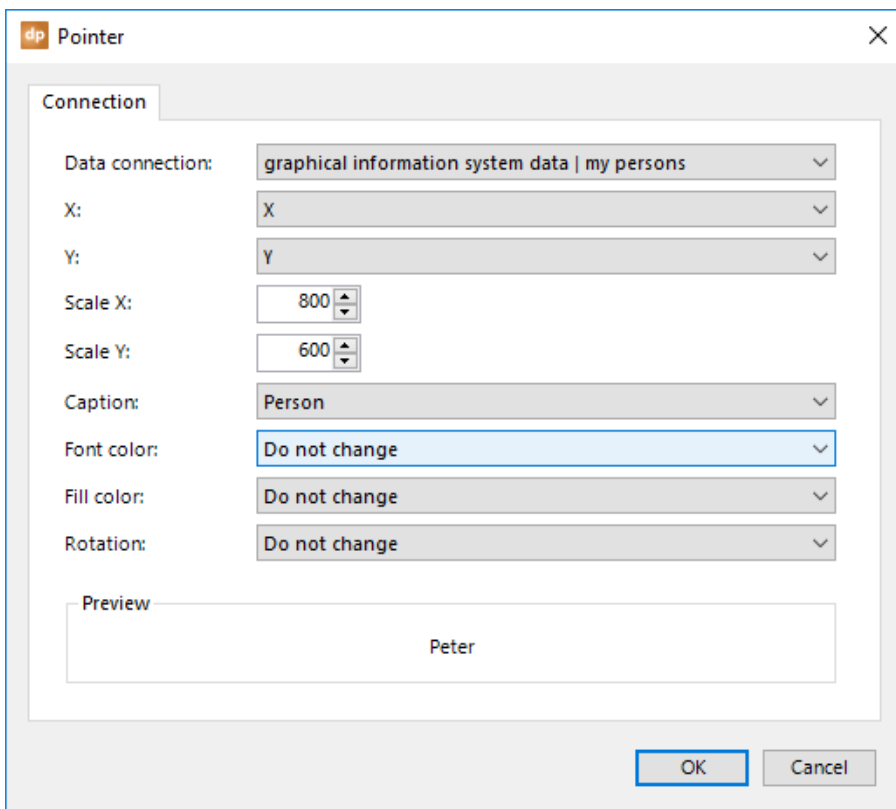 dp Pointer
Connection
Data connection: graphical information system data | my persons
X: X
Y: Y
Scale X: 800
Scale Y: 600
Caption: Person
Font color: Do not change
Fill color: Do not change
Rotation: Do not change
Preview
Peter
OK Cancel